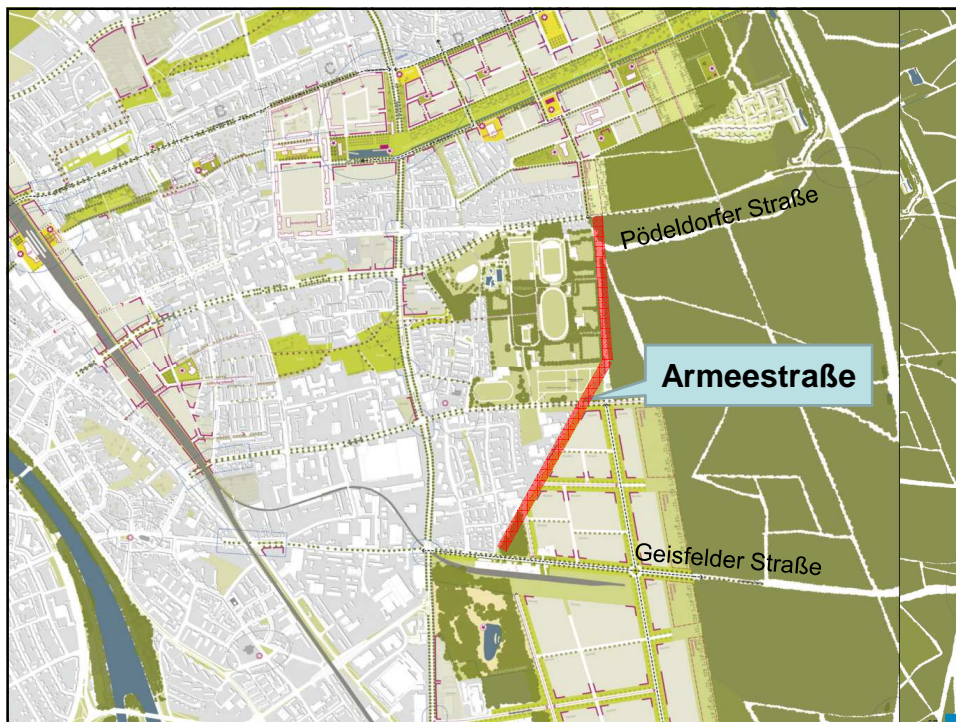 B
C
D
Pödeldorfer Straße
Armeestraße
Geisfelder Straße